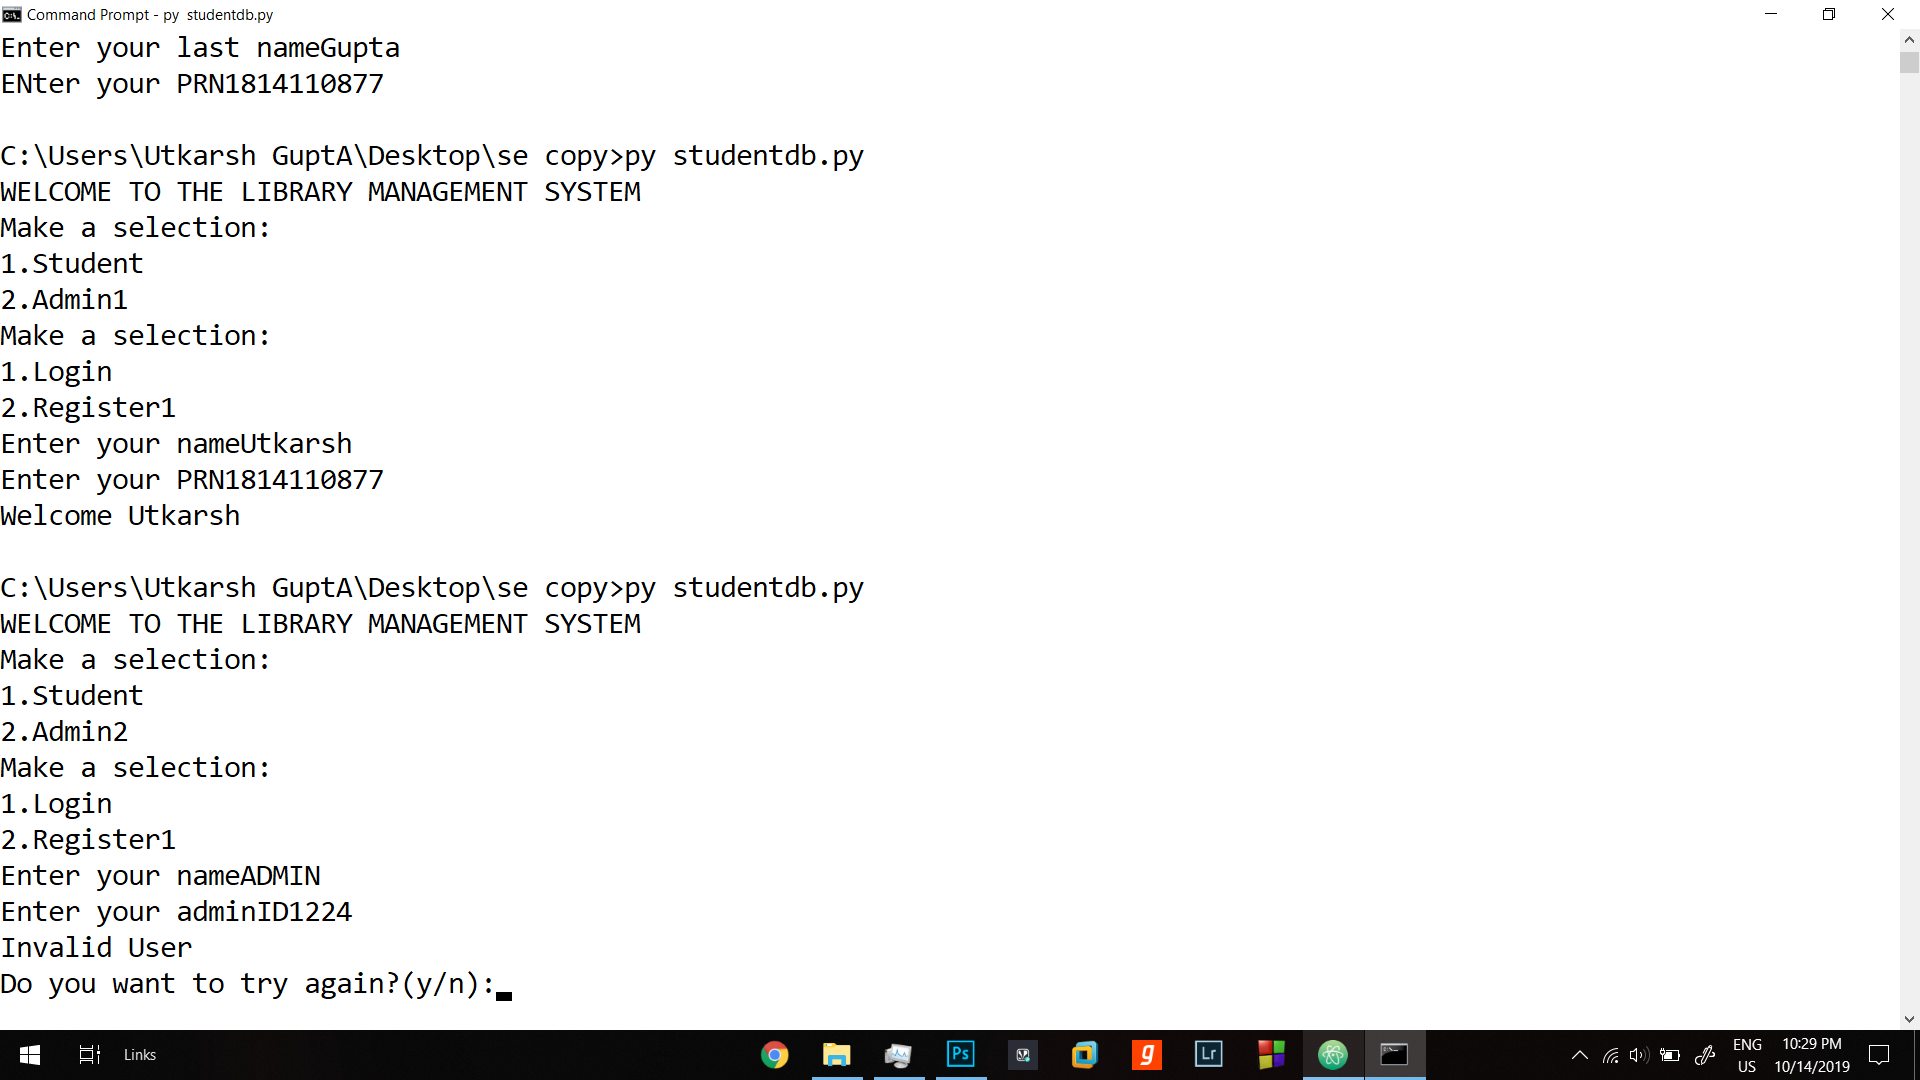 Command Prompt - py  studentdb.py
Enter your last nameGupta
ENter your PRN1814110877
C:\Users\Utkarsh GuptA\Desktop\se copy>py studentdb.py
WELCOME TO THE LIBRARY MANAGEMENT SYSTEM
Make a selection:
1.Student
2.Admin1
Make a selection:
1.Login
2.Register1
Enter your nameUtkarsh
Enter your PRN1814110877
Welcome Utkarsh
C:\Users\Utkarsh GuptA\Desktop\se copy>py studentdb.py
WELCOME TO THE LIBRARY MANAGEMENT SYSTEM
Make a selection:
1.Student
2.Admin2
Make a selection:
1.Login
2.Register1
Enter your nameADMIN
Enter your adminID1224
Invalid User
Do you want to try again?(y/n):
Links
Ps
g
Lr
ENG
US
10:29 PM
10/14/2019